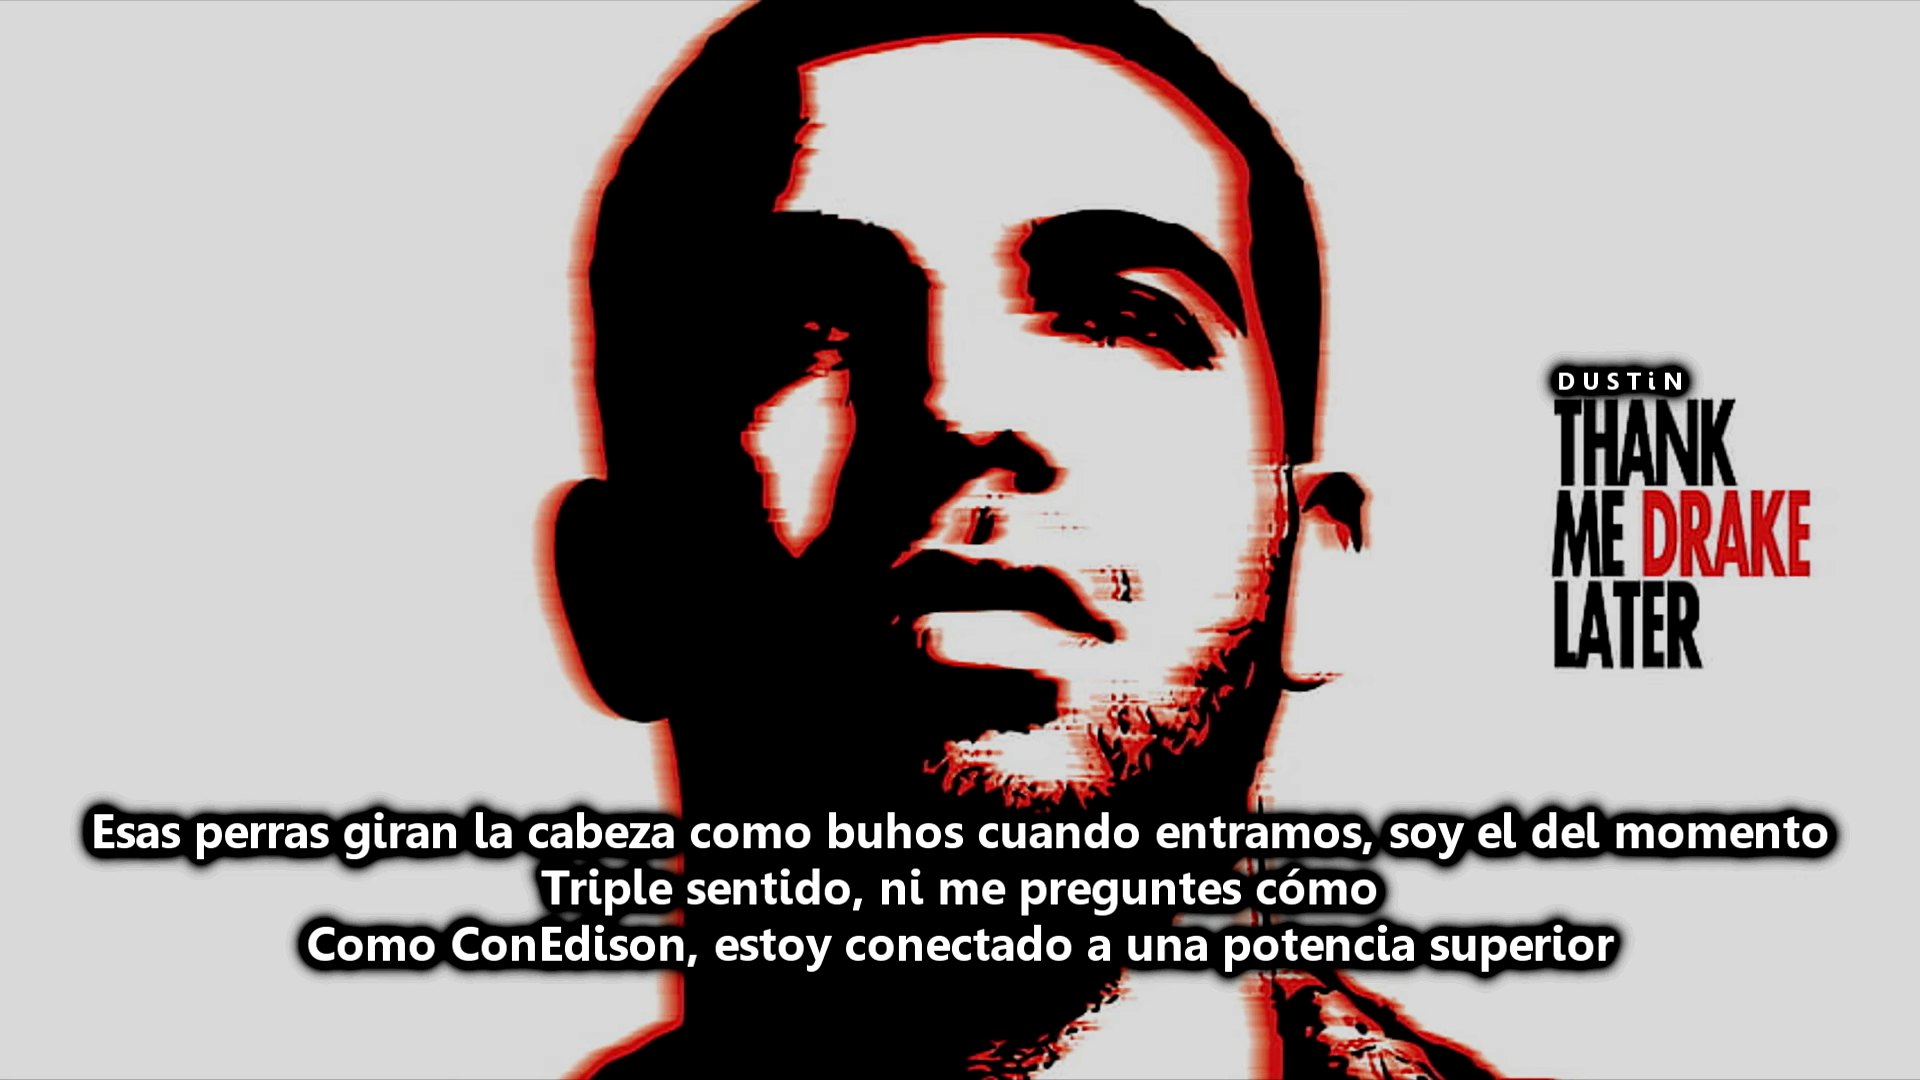 DUSTiN
THANK
ME DRAKE
LATER
Esas perras giran la cabeza como buhos cuando entramos, soy el del momento
Triple sentido, ni me preguntes cómo
Como ConEdison, estoy conectado a una potencia superior